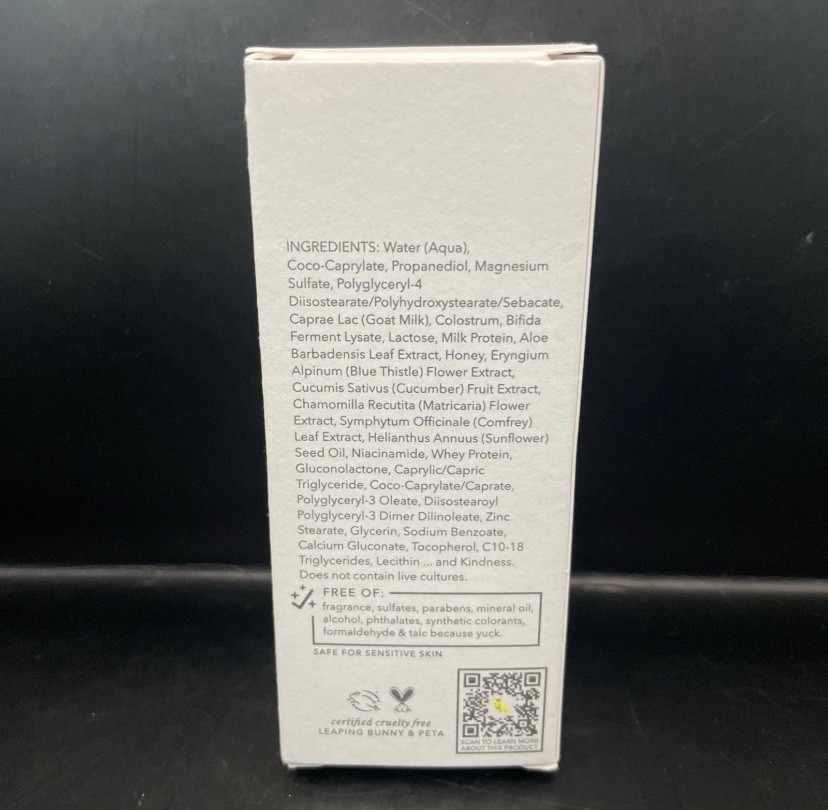 INGREDIENTS: Water (Aqua),
Coco-Caprylate, Propanediol, Magnesium
Sulfate, Polyglyceryl-4
Diisostearate/Polyhydroxystearate/Sebacate,
Caprae Lac (Goat Milk), Colostrum, Bifida
Ferment Lysate, Lactose, Milk Protein, Aloe
Barbadensis Leaf Extract, Honey, Eryngium
Alpinum (Blue Thistle) Flower Extract,
Cucumis Sativus (Cucumber) Fruit Extract,
Chamomilla Recutita (Matricaria) Flower
Extract, Symphytum Officinale (Comfrey)
Leaf Extract, Helianthus Annuus (Sunflower)
Seed Oil, Niacinamide, Whey Protein,
Gluconolactone, Caprylic/Capric
Triglyceride, Coco-Caprylate/Caprate,
Polyglyceryl-3 Oleate, Diisostearoyl
Polyglyceryl-3 Dimer Dilinoleate, Zinc
Stearate, Glycerin, Sodium Benzoate,
Calcium Gluconate, Tocopherol, C10-18
Triglycerides, Lecithin ... and Kindness.
Does not contain live cultures.
FREE OF:
fragrance, sulfates, parabens, mineral oil,
alcohol, phthalates, synthetic colorants,
formaldehyde & talc because yuck.
SAFE FOR SENSITIVE SKIN
certified cruelty free
LEAPING BUNNY & PETA
SCAN TO LEARN MORE
ABOUT THIS PRODUCT